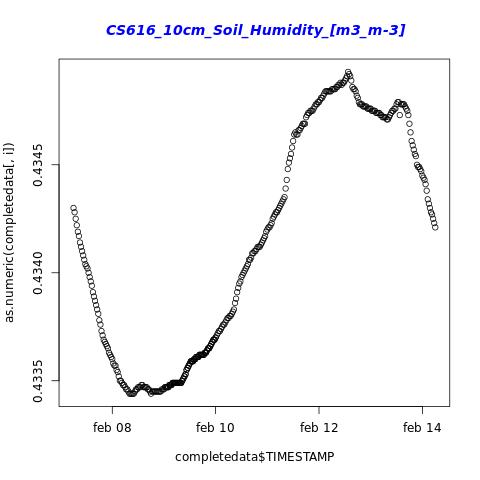 CS616_10cm_Soil_Humidity_[m3_m-3]
as.numeric(completedata[, i])
0.4345
0.4340
0.4335
feb 08 feb 10 feb 12 feb 14
completedata$TIMESTAMP